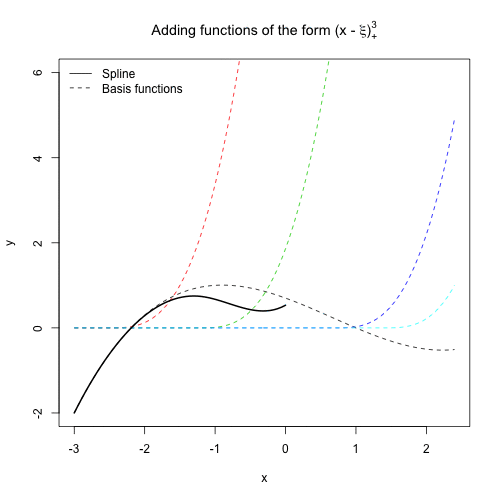 Adding functions of the form (x - ξ)³₊
Spline
Basis functions
y
6
4
2
0
-2
-3 -2 -1 0 1 2
x